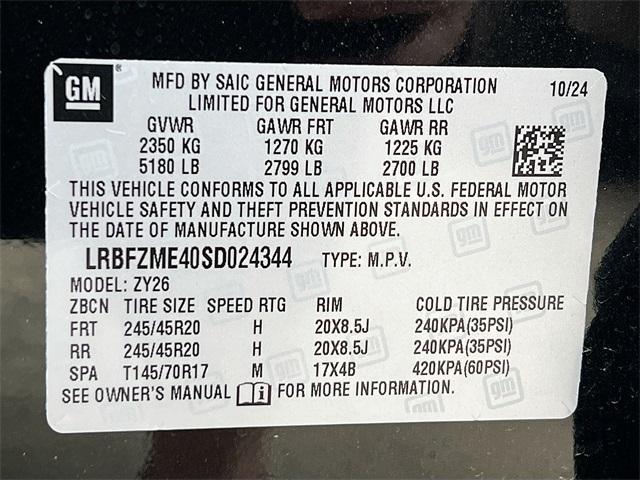 GM ® MFD BY SAIC GENERAL MOTORS CORPORATION 10/24
LIMITED FOR GENERAL MOTORS LLC
GVWR GAWR FRT GAWR RR
2350 KG 1270 KG 1225 KG
5180 LB 2799 LB 2700 LB
THIS VEHICLE CONFORMS TO ALL APPLICABLE U.S. FEDERAL MOTOR
VEHICLE SAFETY AND THEFT PREVENTION STANDARDS IN EFFECT ON
THE DATE OF MANUFACTURE SHOWN ABOVE.
LRBFZME40SD024344 TYPE: M.P.V.
MODEL: ZY26
ZBCN TIRE SIZE SPEED RTG RIM COLD TIRE PRESSURE
FRT 245/45R20 H 20X8.5J 240KPA(35PSI)
RR 245/45R20 H 20X8.5J 240KPA(35PSI)
SPA T145/70R17 M 17X4B 420KPA(60PSI)
SEE OWNER'S MANUAL i FOR MORE INFORMATION.